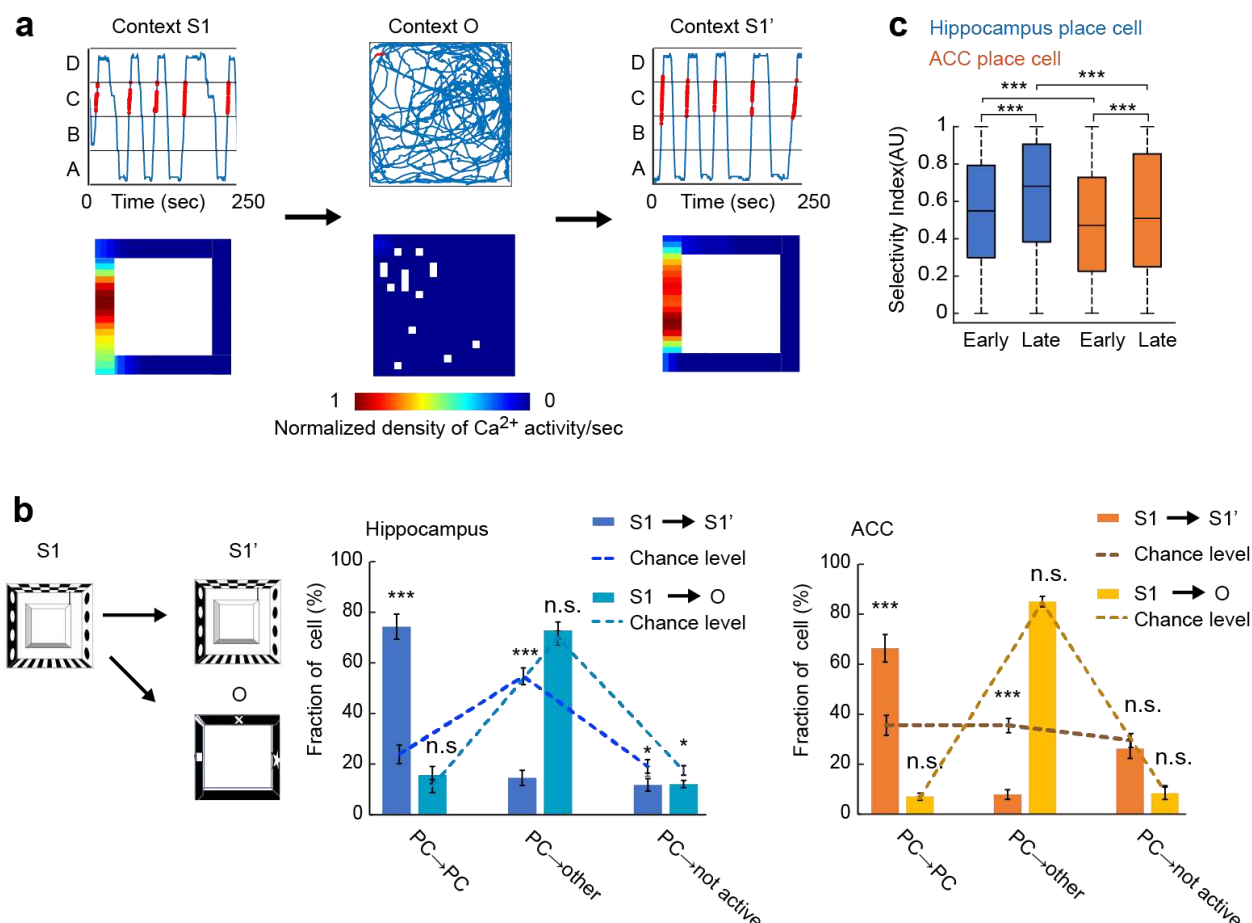 a
Context S1
Context O
Context S1’
D
C
B
A
0 Time (sec) 250
D
C
B
A
0 Time (sec) 250
1 0
Normalized density of Ca2+ activity/sec
c
Hippocampus place cell
ACC place cell
***
***
*** ***
Selectivity Index(AU)
1
0.8
0.6
0.4
0.2
0
Early Late Early Late
b
S1
S1’
O
Hippocampus
S1 → S1’
Chance level
S1 → O
Chance level
Fraction of cell (%)
100
80
60
40
20
0
***
n.s.
***
n.s.
*
*
PC→PC
PC→other
PC→not active
ACC
S1 → S1’
Chance level
S1 → O
Chance level
Fraction of cell (%)
100
80
60
40
20
0
***
n.s.
***
n.s.
n.s.
n.s.
PC→PC
PC→other
PC→not active